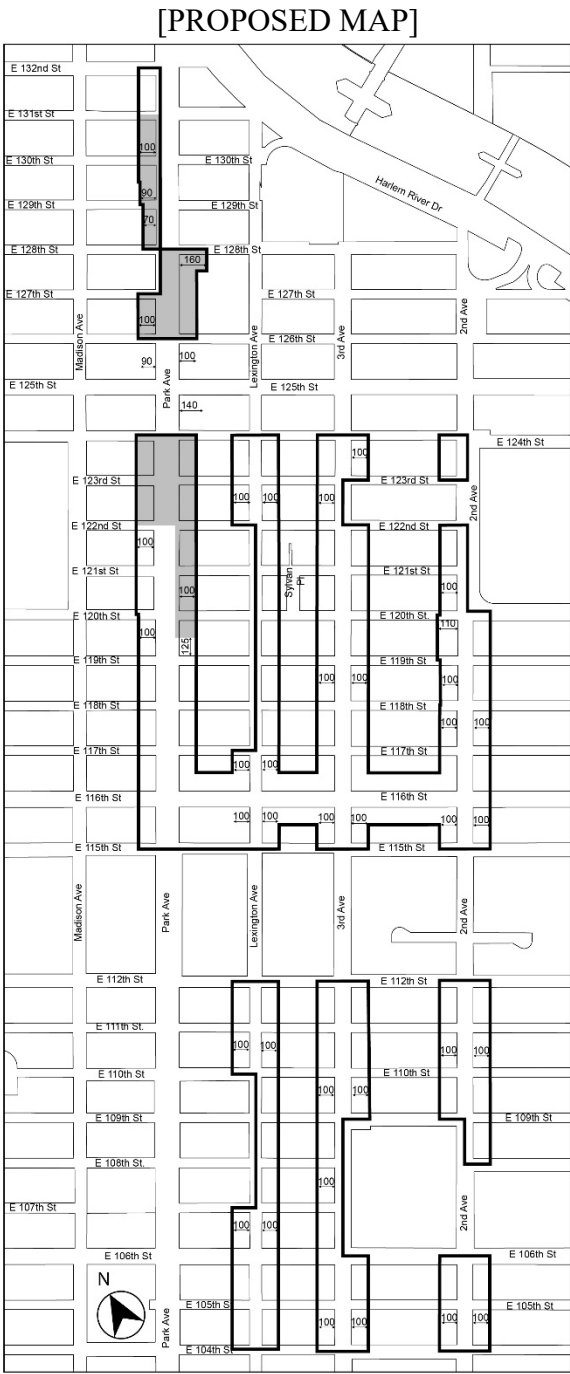 [PROPOSED MAP]
E 132nd St
E 131st St
100
E 130th St
E 130th St
Harlem River Dr
90
E 129th St
E 129th St
70
E 128th St
E 128th St
160
E 127th St
E 127th St
100
Madison Ave
Park Ave
Lexington Ave
3rd Ave
2nd Ave
E 126th St
90
100
E 125th St
E 125th St
140
E 124th St
100
E 123rd St
E 123rd St
100
100
100
2nd Ave
E 122nd St
E 122nd St
100
E 121st St
E 121st St
Sylvan Pl
100
100
E 120th St
E 120th St.
100
125
110
E 119th St
E 119th St
100
100
100
E 118th St
E 118th St
100
100
E 117th St
E 117th St
100
100
E 116th St
E 116th St
100
100
100
100
100
100
E 115th St
E 115th St
Madison Ave
Park Ave
Lexington Ave
3rd Ave
2nd Ave
E 112th St
E 112th St
E 111th St.
100
100
100
100
E 110th St
E 110th St
100
100
E 109th St
E 109th St
E 108th St.
100
E 107th St
2nd Ave
100
100
E 106th St
E 106th St
N
E 105th S
E 105th St
Park Ave
100
100
100
100
E 104th St